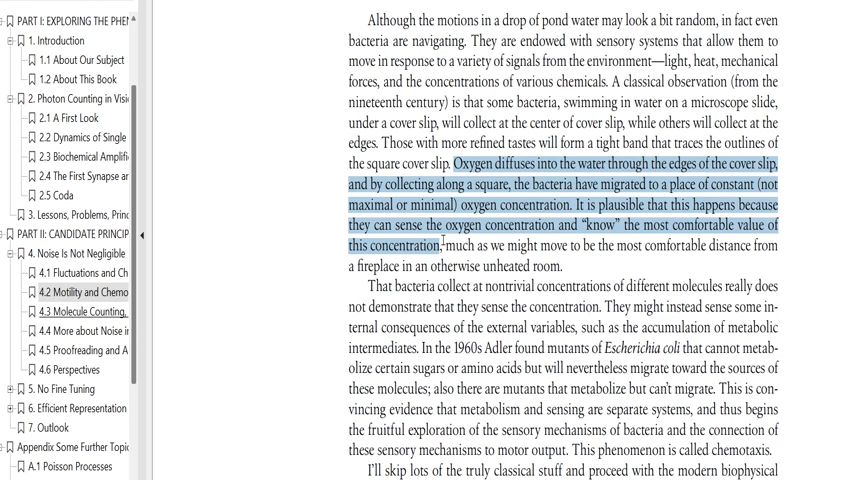 PART I: EXPLORING THE PHEN
1. Introduction
1.1 About Our Subject
1.2 About This Book
2. Photon Counting in Visi
2.1 A First Look
2.2 Dynamics of Single
2.3 Biochemical Amplifi
2.4 The First Synapse ar
2.5 Coda
3. Lessons, Problems, Princ
PART II: CANDIDATE PRINCIP
4. Noise Is Not Negligible
4.1 Fluctuations and Ch
4.2 Motility and Chemo
4.3 Molecule Counting,
4.4 More about Noise in
4.5 Proofreading and A
4.6 Perspectives
5. No Fine Tuning
6. Efficient Representation
7. Outlook
Appendix Some Further Topic
A.1 Poisson Processes
Although the motions in a drop of pond water may look a bit random, in fact even
bacteria are navigating. They are endowed with sensory systems that allow them to
move in response to a variety of signals from the environment—light, heat, mechanical
forces, and the concentrations of various chemicals. A classical observation (from the
nineteenth century) is that some bacteria, swimming in water on a microscope slide,
under a cover slip, will collect at the center of cover slip, while others will collect at the
edges. Those with more refined tastes will form a tight band that traces the outlines of
the square cover slip. Oxygen diffuses into the water through the edges of the cover slip,
and by collecting along a square, the bacteria have migrated to a place of constant (not
maximal or minimal) oxygen concentration. It is plausible that this happens because
they can sense the oxygen concentration and “know” the most comfortable value of
this concentration, much as we might move to be the most comfortable distance from
a fireplace in an otherwise unheated room.
That bacteria collect at nontrivial concentrations of different molecules really does
not demonstrate that they sense the concentration. They might instead sense some in-
ternal consequences of the external variables, such as the accumulation of metabolic
intermediates. In the 1960s Adler found mutants of Escherichia coli that cannot metab-
olize certain sugars or amino acids but will nevertheless migrate toward the sources of
these molecules; also there are mutants that metabolize but can’t migrate. This is con-
vincing evidence that metabolism and sensing are separate systems, and thus begins
the fruitful exploration of the sensory mechanisms of bacteria and the connection of
these sensory mechanisms to motor output. This phenomenon is called chemotaxis.
I’ll skip lots of the truly classical stuff and proceed with the modern biophysical